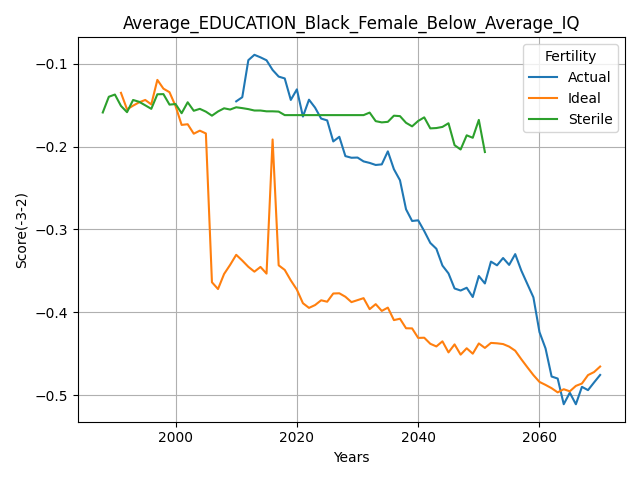 Average_EDUCATION_Black_Female_Below_Average_IQ
Fertility
Actual
Ideal
Sterile
Score(-3-2)
−0.1
−0.2
−0.3
−0.4
−0.5
2000
2020
2040
2060
Years